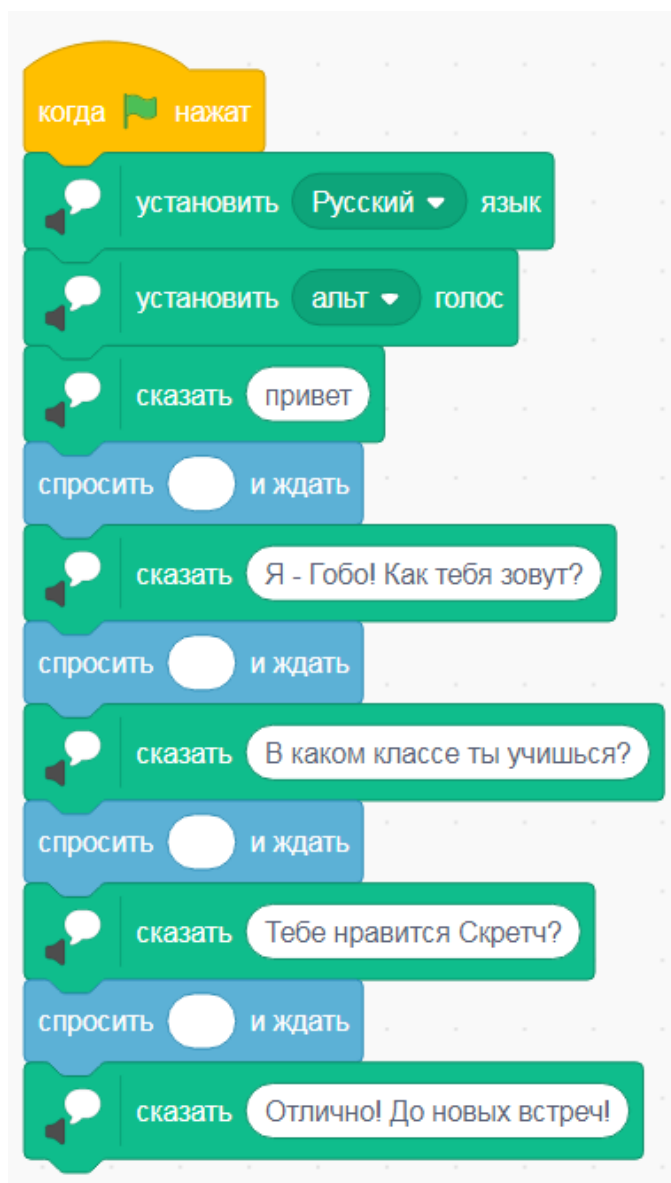 когда нажат
установить Русский язык
установить альт голос
сказать привет
спросить и ждать
сказать Я - Гобо! Как тебя зовут?
спросить и ждать
сказать В каком классе ты учишься?
спросить и ждать
сказать Тебе нравится Скретч?
спросить и ждать
сказать Отлично! До новых встреч!